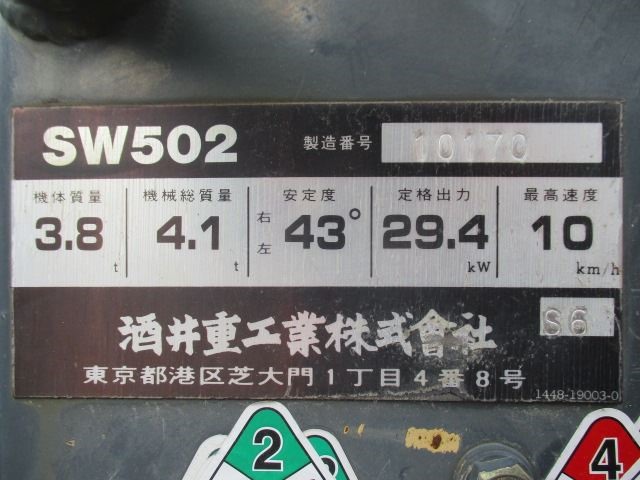 SW502 製造番号 10170
機体質量 機械総質量 安定度 定格出力 最高速度
3.8 t 4.1 t 右左 43° 29.4 kW 10 km/h
酒井重工業株式會社 S6
東京都港区芝大門1丁目4番8号 1448-19003-0
2 4